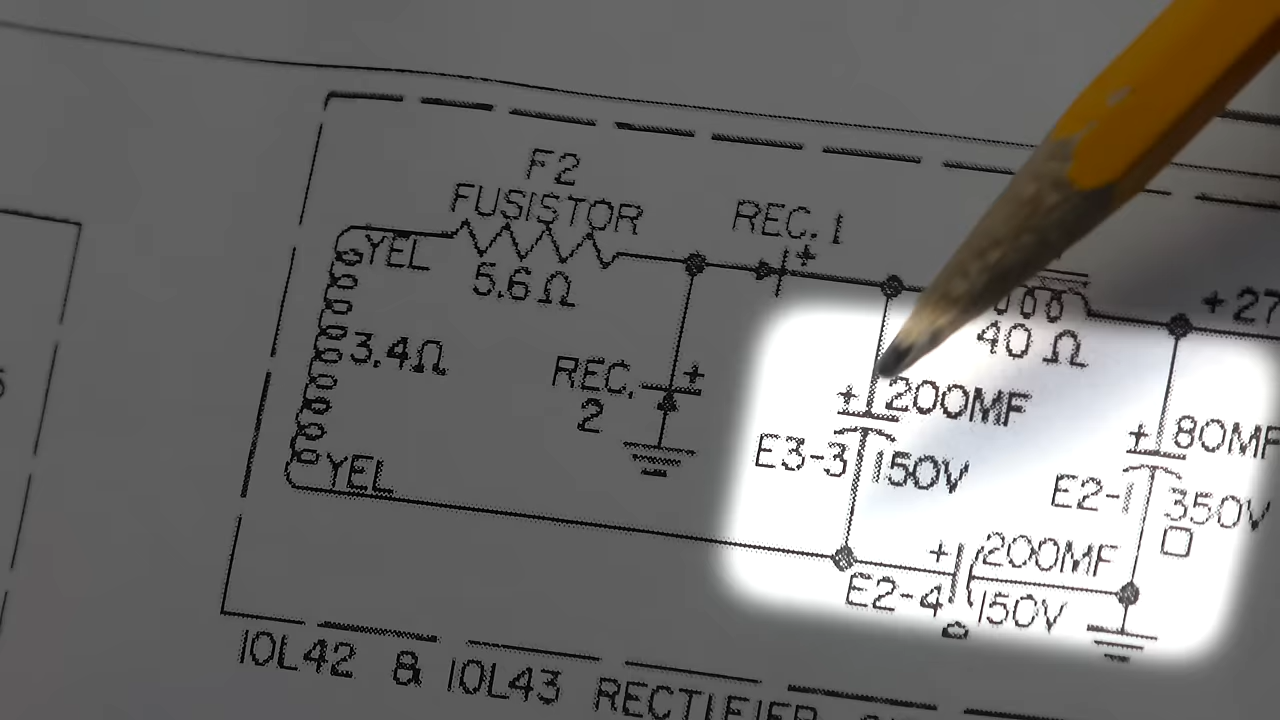 F2
FUSISTOR
REC. 1
YEL
+
5.6 Ω
+27
40 Ω
3.4Ω
REC.
2
+
+
200MF
E3-3
150V
+
80MF
E2-1
350V
YEL
+
200MF
E2-4
150V
10L42 & 10L43 RECTIFIER